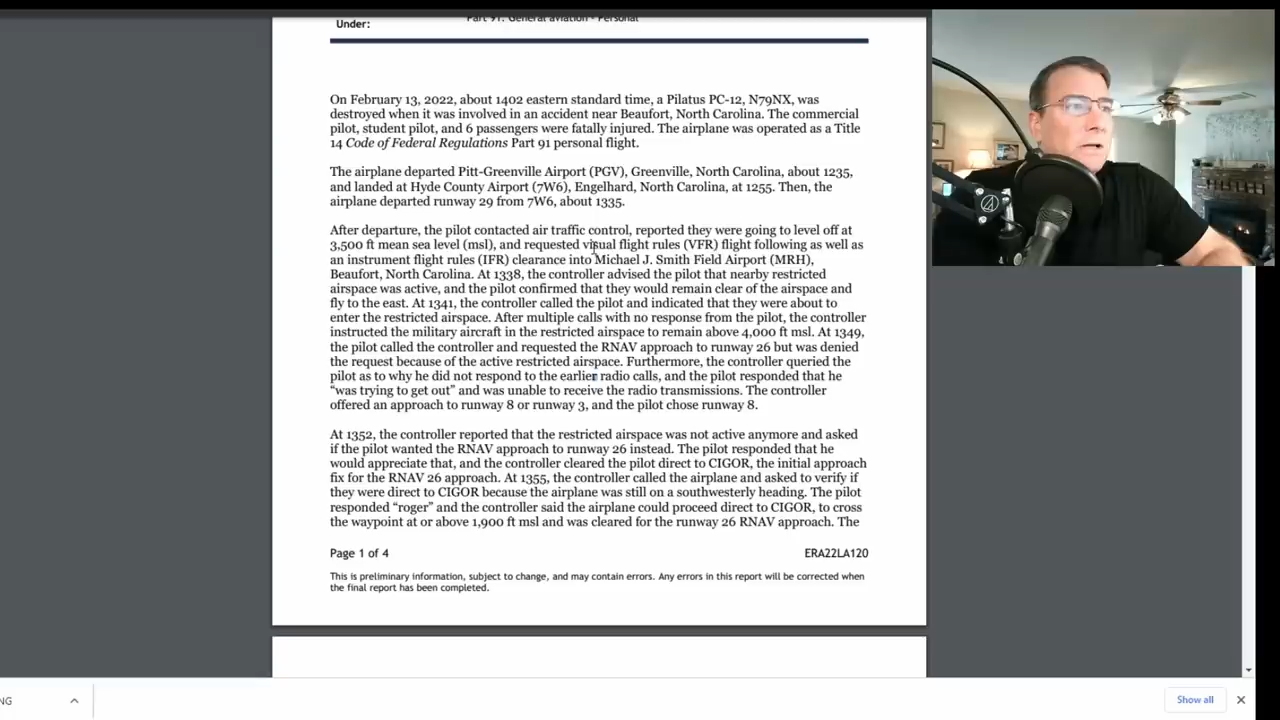 Part 91: General aviation - Personal
Under:
On February 13, 2022, about 1402 eastern standard time, a Pilatus PC-12, N79NX, was
destroyed when it was involved in an accident near Beaufort, North Carolina. The commercial
pilot, student pilot, and 6 passengers were fatally injured. The airplane was operated as a Title
14 Code of Federal Regulations Part 91 personal flight.
The airplane departed Pitt-Greenville Airport (PGV), Greenville, North Carolina, about 1235,
and landed at Hyde County Airport (7W6), Engelhard, North Carolina, at 1255. Then, the
airplane departed runway 29 from 7W6, about 1335.
After departure, the pilot contacted air traffic control, reported they were going to level off at
3,500 ft mean sea level (msl), and requested visual flight rules (VFR) flight following as well as
an instrument flight rules (IFR) clearance into Michael J. Smith Field Airport (MRH),
Beaufort, North Carolina. At 1338, the controller advised the pilot that nearby restricted
airspace was active, and the pilot confirmed that they would remain clear of the airspace and
fly to the east. At 1341, the controller called the pilot and indicated that they were about to
enter the restricted airspace. After multiple calls with no response from the pilot, the controller
instructed the military aircraft in the restricted airspace to remain above 4,000 ft msl. At 1349,
the pilot called the controller and requested the RNAV approach to runway 26 but was denied
the request because of the active restricted airspace. Furthermore, the controller queried the
pilot as to why he did not respond to the earlier radio calls, and the pilot responded that he
“was trying to get out” and was unable to receive the radio transmissions. The controller
offered an approach to runway 8 or runway 3, and the pilot chose runway 8.
At 1352, the controller reported that the restricted airspace was not active anymore and asked
if the pilot wanted the RNAV approach to runway 26 instead. The pilot responded that he
would appreciate that, and the controller cleared the pilot direct to CIGOR, the initial approach
fix for the RNAV 26 approach. At 1355, the controller called the airplane and asked to verify if
they were direct to CIGOR because the airplane was still on a southwesterly heading. The pilot
responded “roger” and the controller said the airplane could proceed direct to CIGOR, to cross
the waypoint at or above 1,900 ft msl and was cleared for the runway 26 RNAV approach. The
Page 1 of 4 ERA22LA120
This is preliminary information, subject to change, and may contain errors. Any errors in this report will be corrected when
the final report has been completed.
NG
Show all